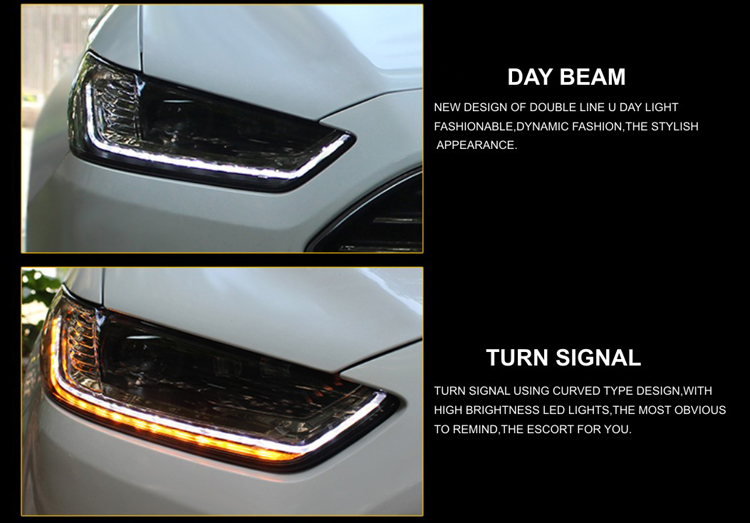 DAY BEAM
NEW DESIGN OF DOUBLE LINE U DAY LIGHT
FASHIONABLE,DYNAMIC FASHION,THE STYLISH
APPEARANCE.
TURN SIGNAL
TURN SIGNAL USING CURVED TYPE DESIGN,WITH
HIGH BRIGHTNESS LED LIGHTS,THE MOST OBVIOUS
TO REMIND,THE ESCORT FOR YOU.